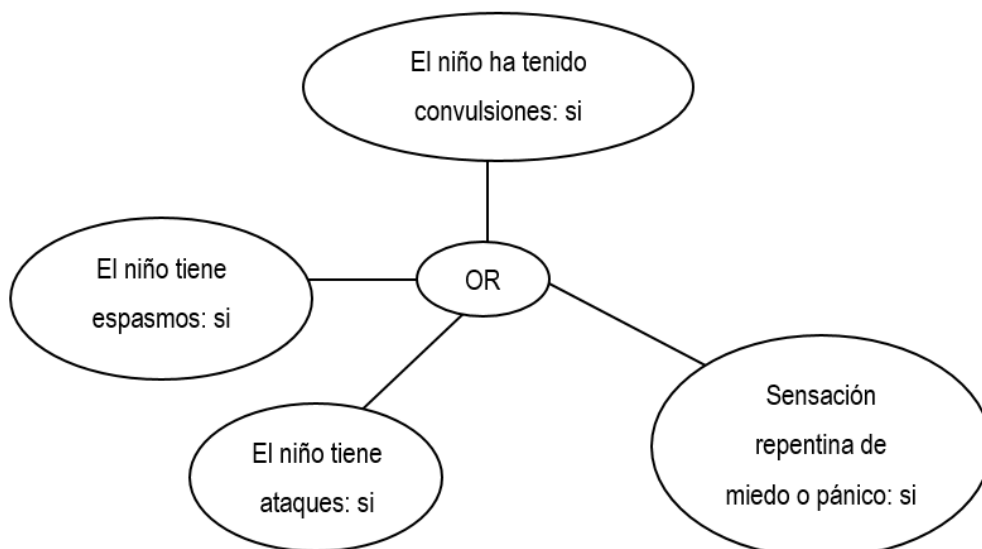 El niño ha tenido
convulsiones: si
El niño tiene
espasmos: si
OR
El niño tiene
ataques: si
Sensación
repentina de
miedo o pánico: si